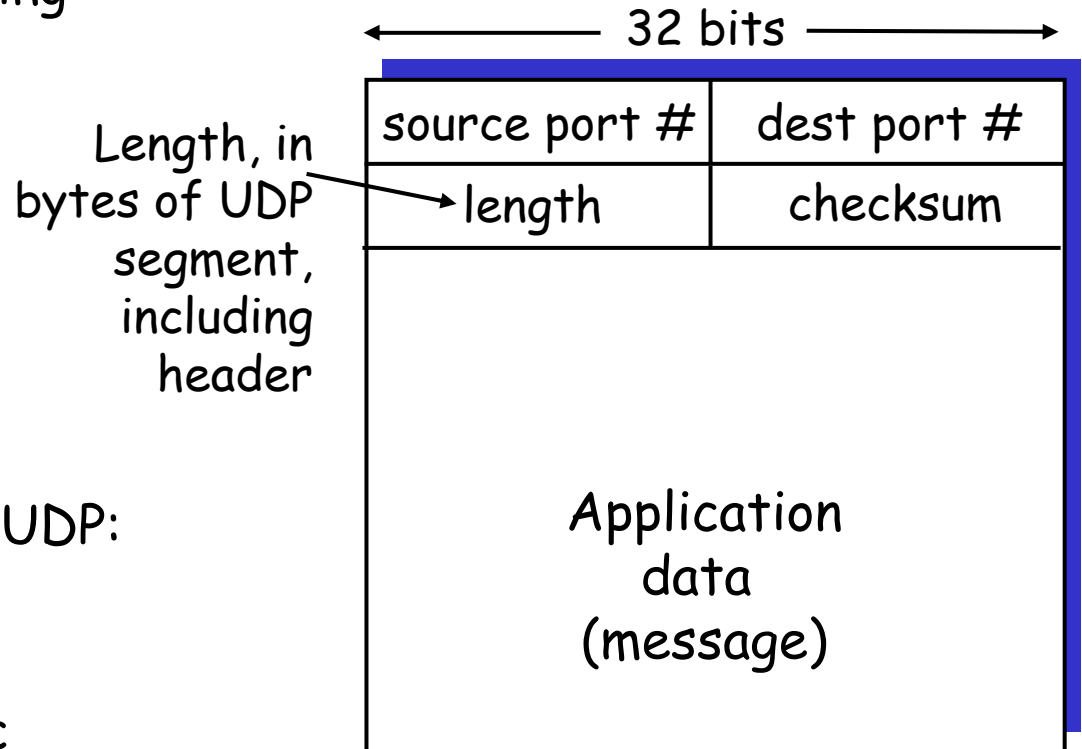 32 bits
source port # dest port #
Length, in
bytes of UDP
segment,
including
header
length checksum
UDP:
Application
data
(message)